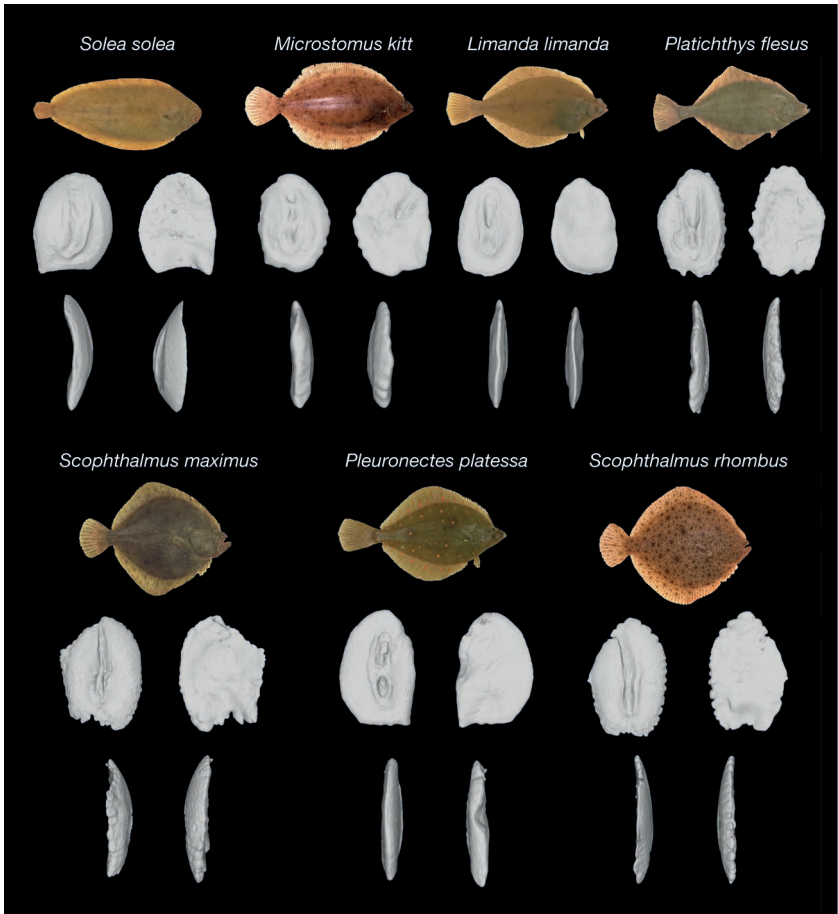 Solea solea
Microstomus kitt
Limanda limanda
Platichthys flesus
Scophthalmus maximus
Pleuronectes platessa
Scophthalmus rhombus